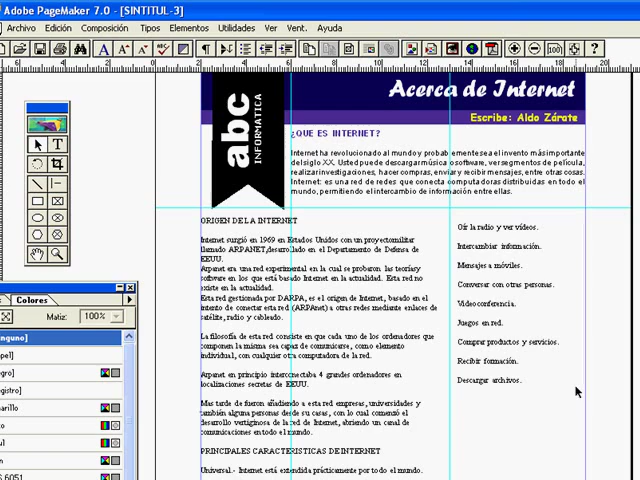 Adobe PageMaker 7.0 - [SINTITUL-3]
Archivo Edición Composición Tipos Elementos Utilidades Ver Vent. Ayuda
Colores
Matiz: 100%
abc
INFORMATICA
Acerca de Internet
Escribe: Aldo Zárate
¿QUE ES INTERNET?
Internet ha revolucionado al mundo y probablemente sea el invento más importante
del siglo XX. Usted puede descargar música o software, ver segmentos de película,
realizar investigaciones, hacer compras, enviar y recibir mensajes, entre otras cosas.
Internet: es una red de redes que conecta computadoras distribuidas en todo el
mundo, permitiendo el intercambio de información entre ellas.
ORIGEN DE LA INTERNET
Internet surgió en 1969 en Estados Unidos con un proyecto militar
llamado ARPANET, desarrollado en el Departamento de Defensa de
EEUU.
Arpanet era una red experimental en la cual se probaron las teorías y
software en los que está basado Internet en la actualidad. Esta red no
existe en la actualidad.
Esta red gestionada por DARPA, es el origen de Internet, basado en el
intento de conectar esta red (ARPAnet) a otras redes mediante enlaces de
satélite, radio y cableado.
La filosofía de esta red consiste en que cada uno de los ordenadores que
componen la misma sea capaz de comunicarse, como elemento
individual, con cualquier otra computadora de la red.
Arpanet en principio interconectaba 4 grandes ordenadores en
localizaciones secretas de EEUU.
Mas tarde de fueron añadiendo a esta red empresas, universidades y
también alguna personas desde su casas, con lo cual comenzó el
desarrollo vertiginosa de la red de Internet, abriendo un canal de
comunicaciones en todo el mundo.
PRINCIPALES CARACTERISTICAS DE INTERNET
Universal.- Internet está extendida prácticamente por todo el mundo.
Oír la radio y ver vídeos.
Intercambiar información.
Mensajes a móviles.
Conversar con otras personas.
Videoconferencia.
Juegos en red.
Comprar productos y servicios.
Recibir formación.
Descargar archivos.